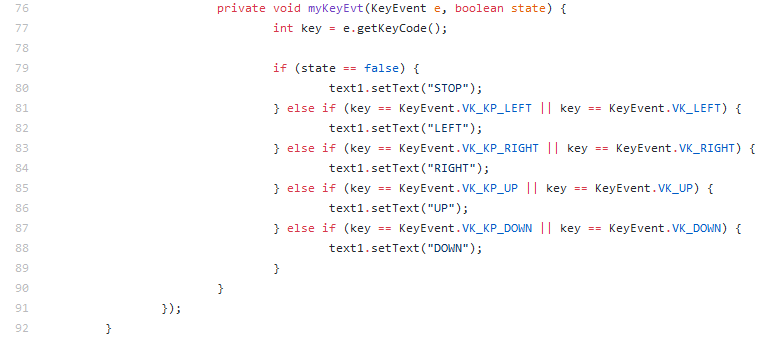 76 private void myKeyEvt(KeyEvent e, boolean state) {
77 int key = e.getKeyCode();
78
79 if (state == false) {
80 text1.setText("STOP");
81 } else if (key == KeyEvent.VK_KP_LEFT || key == KeyEvent.VK_LEFT) {
82 text1.setText("LEFT");
83 } else if (key == KeyEvent.VK_KP_RIGHT || key == KeyEvent.VK_RIGHT) {
84 text1.setText("RIGHT");
85 } else if (key == KeyEvent.VK_KP_UP || key == KeyEvent.VK_UP) {
86 text1.setText("UP");
87 } else if (key == KeyEvent.VK_KP_DOWN || key == KeyEvent.VK_DOWN) {
88 text1.setText("DOWN");
89 }
90 }
91 });
92 }